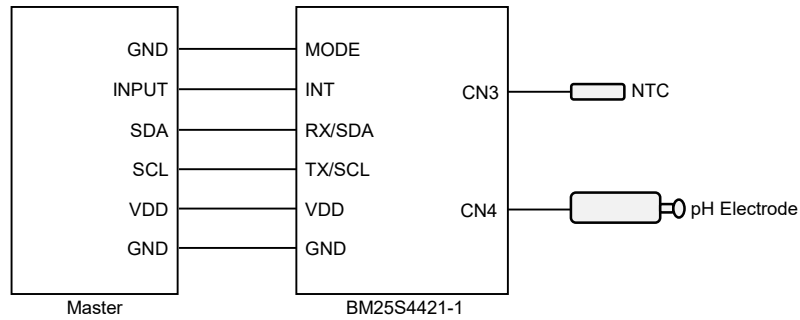 GND MODE
INPUT INT CN3 NTC
SDA RX/SDA
SCL TX/SCL
VDD VDD CN4 pH Electrode
GND GND
Master BM25S4421-1